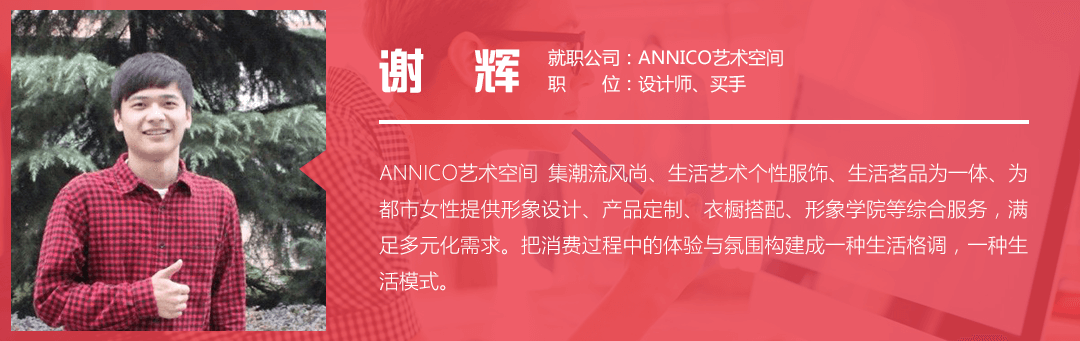 谢 辉
就职公司：ANNICO艺术空间
职 位：设计师、买手
ANNICO艺术空间 集潮流风尚、生活艺术个性服饰、生活茗品为一体、为
都市女性提供形象设计、产品定制、衣橱搭配、形象学院等综合服务，满
足多元化需求。把消费过程中的体验与氛围构建成一种生活格调，一种生
活模式。